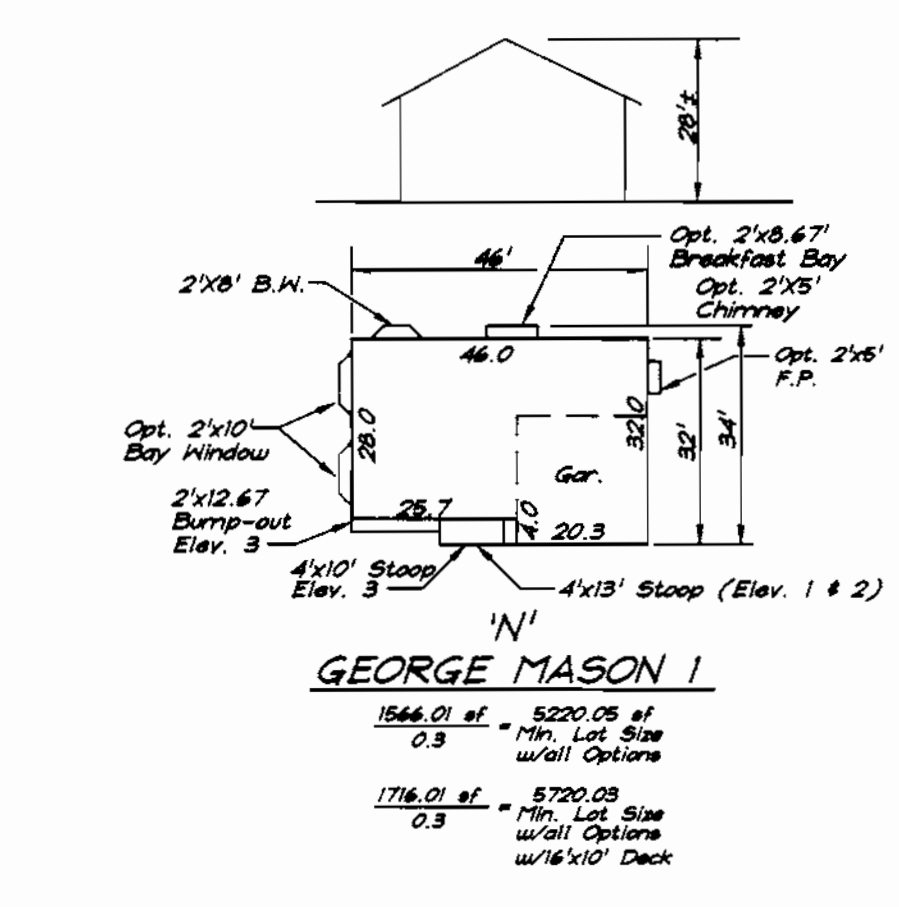 28'±
46'
Opt. 2'x8.67'
Breakfast Bay
Opt. 2'X5'
Chimney
2'X8' B.W.
46.0
Opt. 2'x5'
F.P.
Opt. 2'x10'
Bay Window
28.0
32.0
32'
34'
Gar.
2'x12.67
Bump-out
Elev. 3
25.7
4.0
20.3
4'x10' Stoop
Elev. 3
4'x13' Stoop (Elev. 1 & 2)
'N'
GEORGE MASON 1
1566.01 sf
0.3
= 5220.05 sf
Min. Lot Size
w/all Options
1716.01 sf
0.3
= 5720.03
Min. Lot Size
w/all Options
w/16'x10' Deck